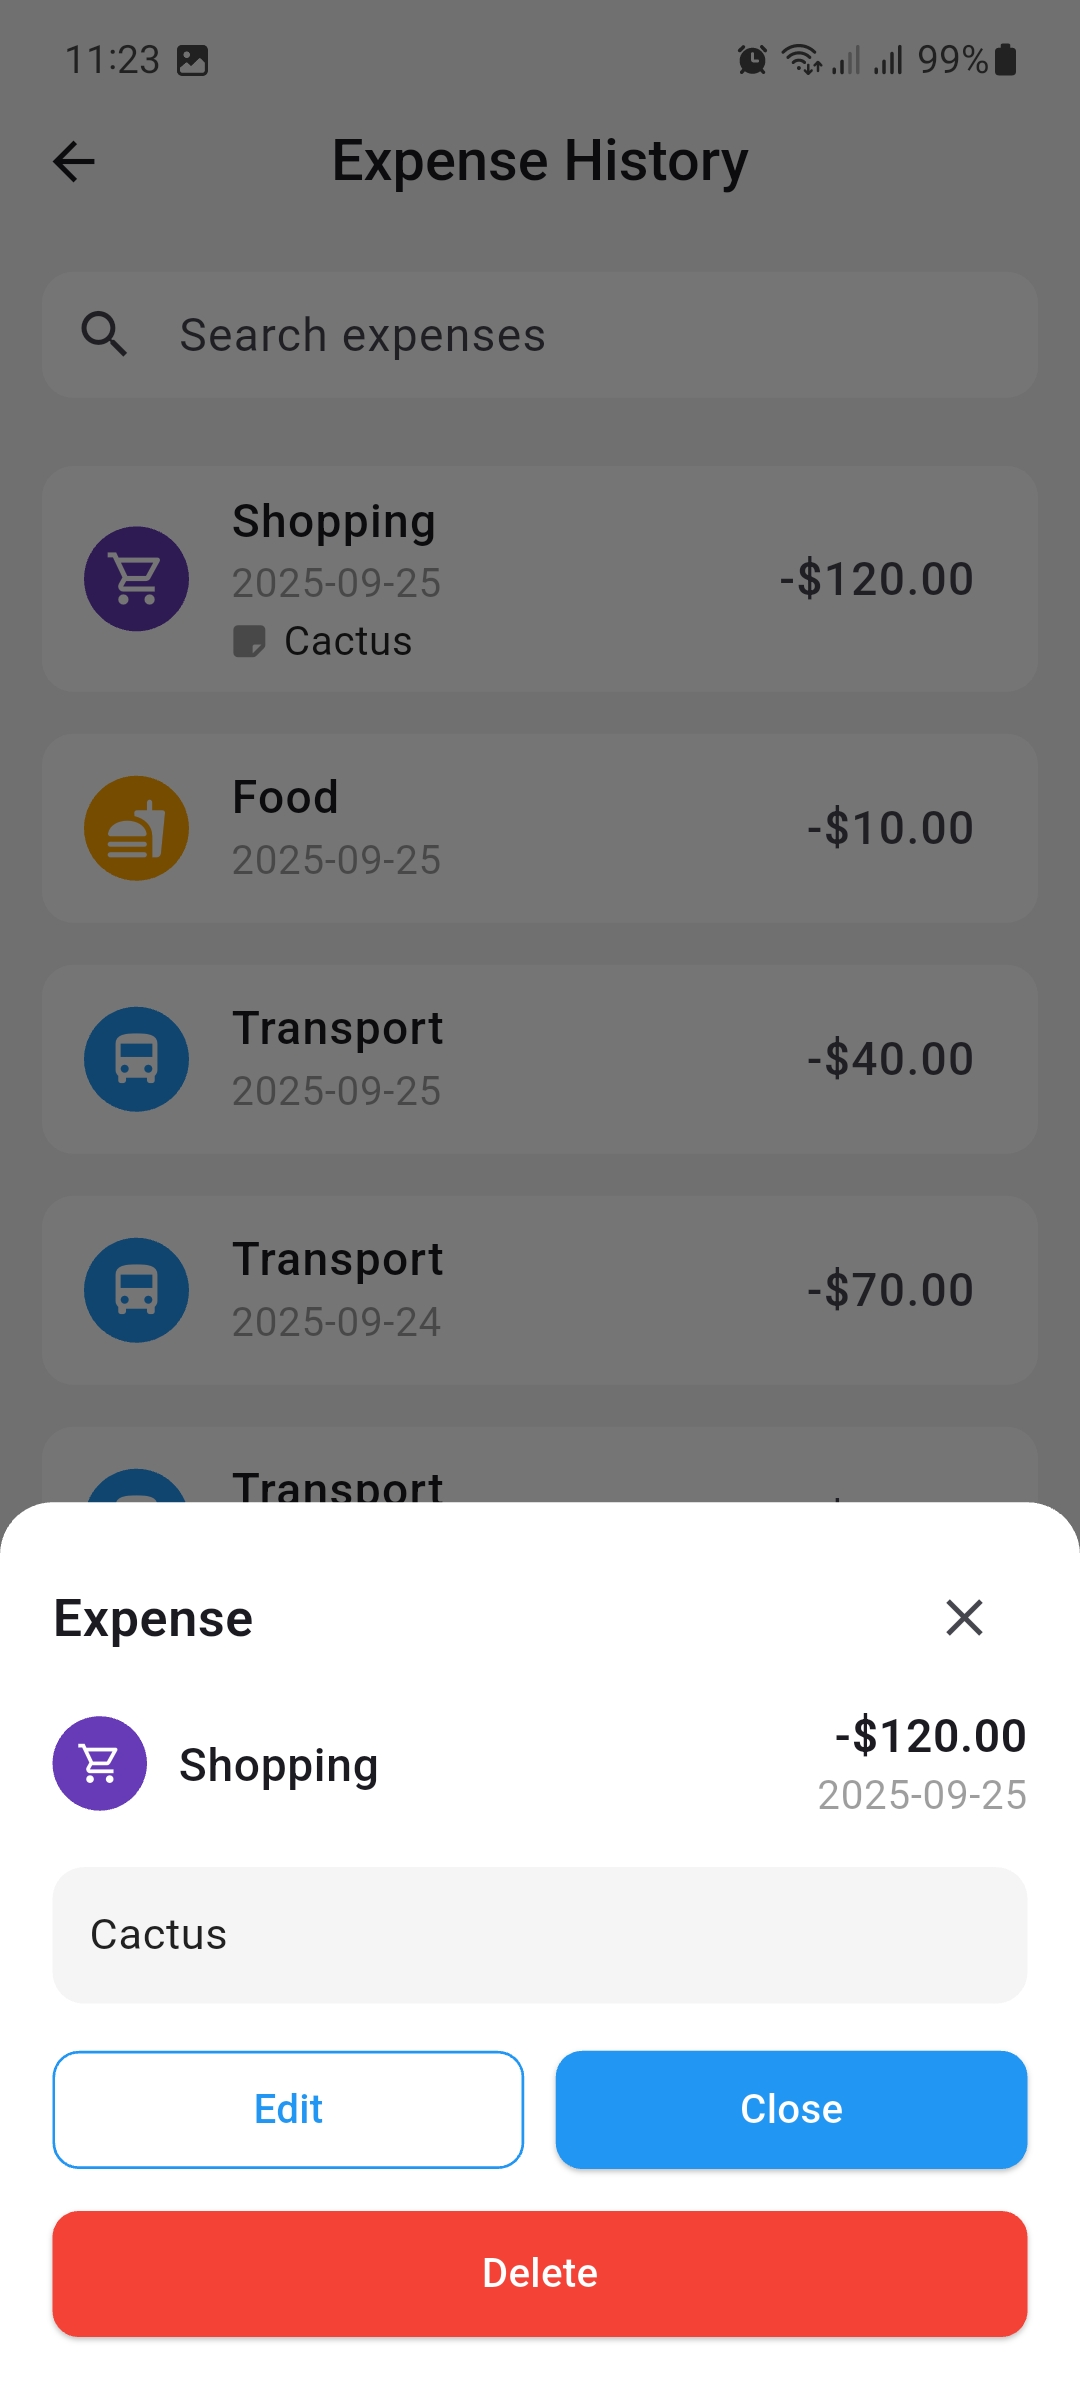 11:23
99%
Expense History
Search expenses
Shopping
2025-09-25
Cactus
-$120.00
Food
2025-09-25
-$10.00
Transport
2025-09-25
-$40.00
Transport
2025-09-24
-$70.00
Transport
Expense
Shopping
-$120.00
2025-09-25
Cactus
Edit
Close
Delete